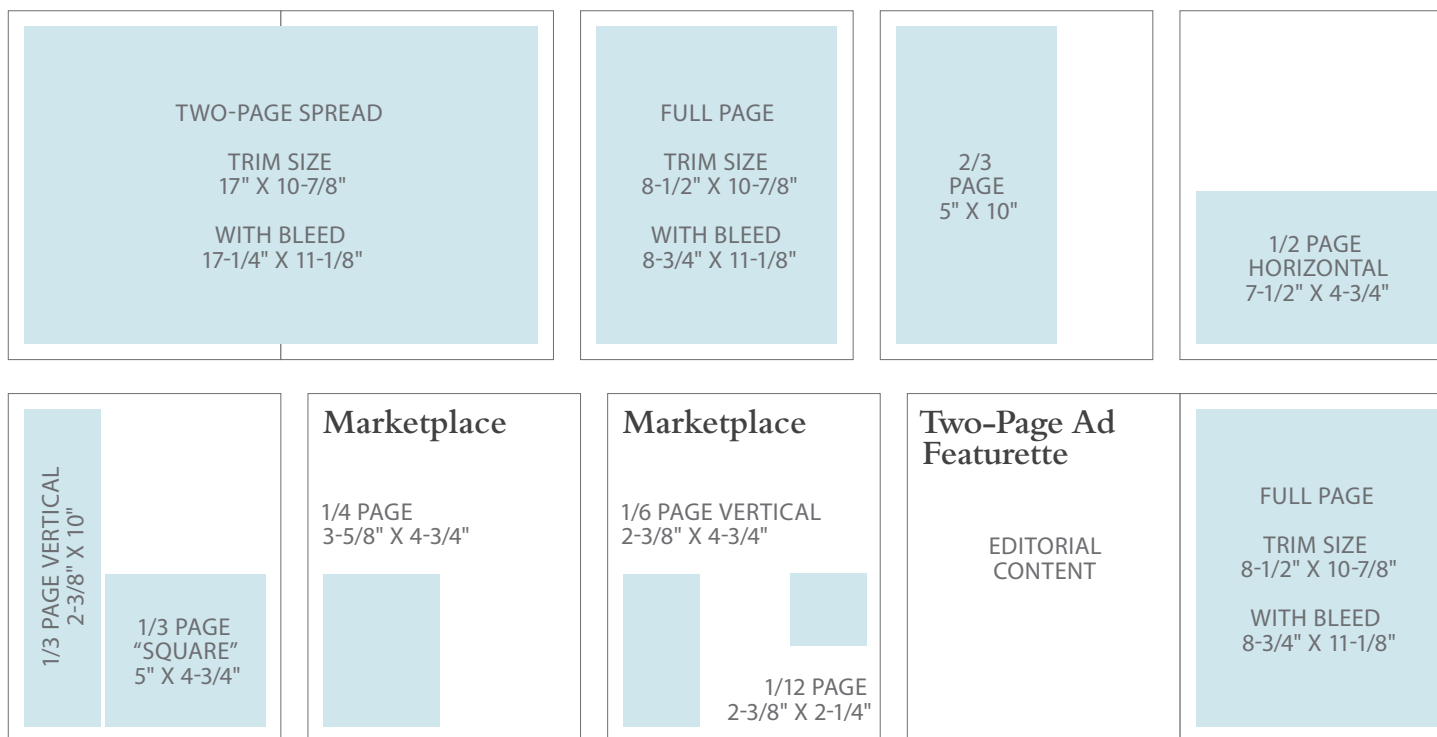 TWO-PAGE SPREAD
TRIM SIZE
17" X 10-7/8"
WITH BLEED
17-1/4" X 11-1/8"
FULL PAGE
TRIM SIZE
8-1/2" X 10-7/8"
WITH BLEED
8-3/4" X 11-1/8"
2/3
PAGE
5" X 10"
1/2 PAGE
HORIZONTAL
7-1/2" X 4-3/4"
1/3 PAGE VERTICAL
2-3/8" X 10"
1/3 PAGE
“SQUARE”
5" X 4-3/4"
Marketplace
1/4 PAGE
3-5/8" X 4-3/4"
Marketplace
1/6 PAGE VERTICAL
2-3/8" X 4-3/4"
1/12 PAGE
2-3/8" X 2-1/4"
Two-Page Ad
Featurette
EDITORIAL
CONTENT
FULL PAGE
TRIM SIZE
8-1/2" X 10-7/8"
WITH BLEED
8-3/4" X 11-1/8"